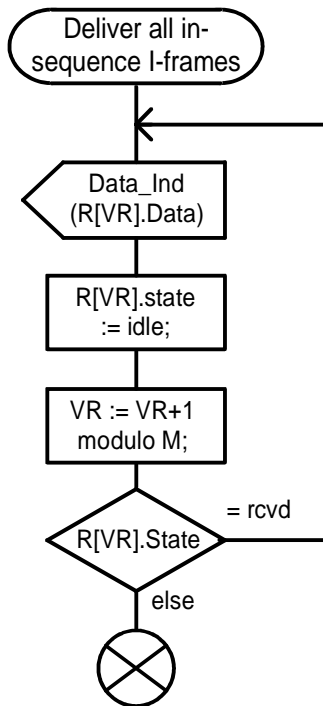 Deliver all in-
sequence I-frames
Data_Ind
(R[VR].Data)
R[VR].state
:= idle;
VR := VR+1
modulo M;
= rcvd
R[VR].State
else